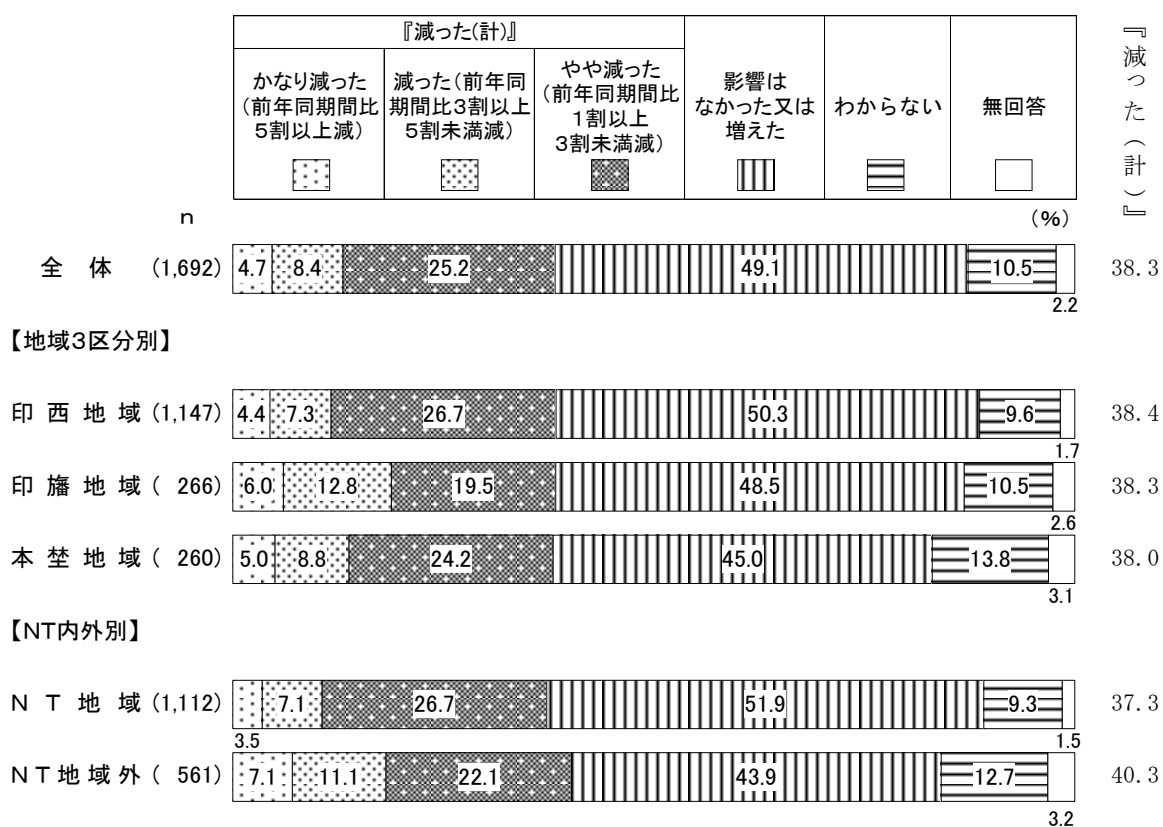 『減った(計)』
かなり減った
(前年同期間比
5割以上減)
減った(前年同
期間比3割以上
5割未満減)
やや減った
(前年同期間比
1割以上
3割未満減)
影響は
なかった又は
増えた
わからない
無回答
『減った(計)』
n
(%)
全 体 (1,692) 4.7 8.4 25.2 49.1 10.5 38.3
2.2
【地域3区分別】
印 西 地 域 (1,147) 4.4 7.3 26.7 50.3 9.6 38.4
1.7
印 旛 地 域 ( 266) 6.0 12.8 19.5 48.5 10.5 38.3
2.6
本 埜 地 域 ( 260) 5.0 8.8 24.2 45.0 13.8 38.0
3.1
【NT内外別】
N T 地 域 (1,112) 7.1 26.7 51.9 9.3 37.3
3.5 1.5
N T 地 域 外 ( 561) 7.1 11.1 22.1 43.9 12.7 40.3
3.2